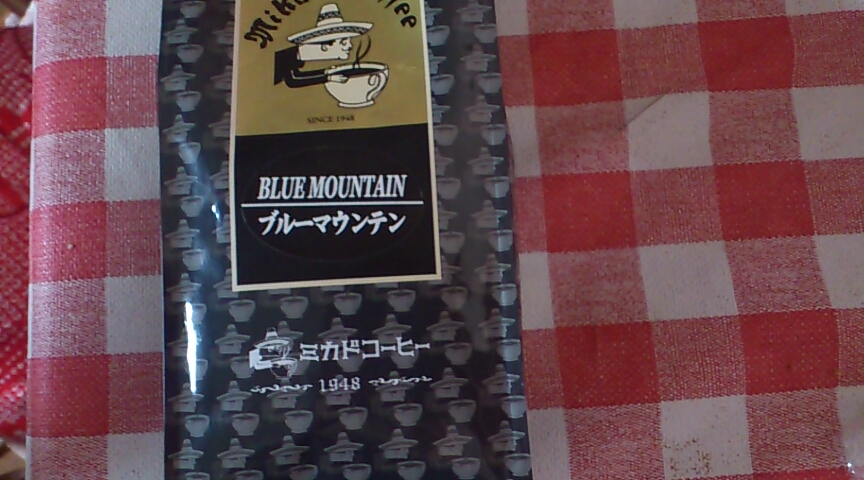 SINCE 1948
BLUE MOUNTAIN
ブルーマウンテン
ミカドコーヒー
1948